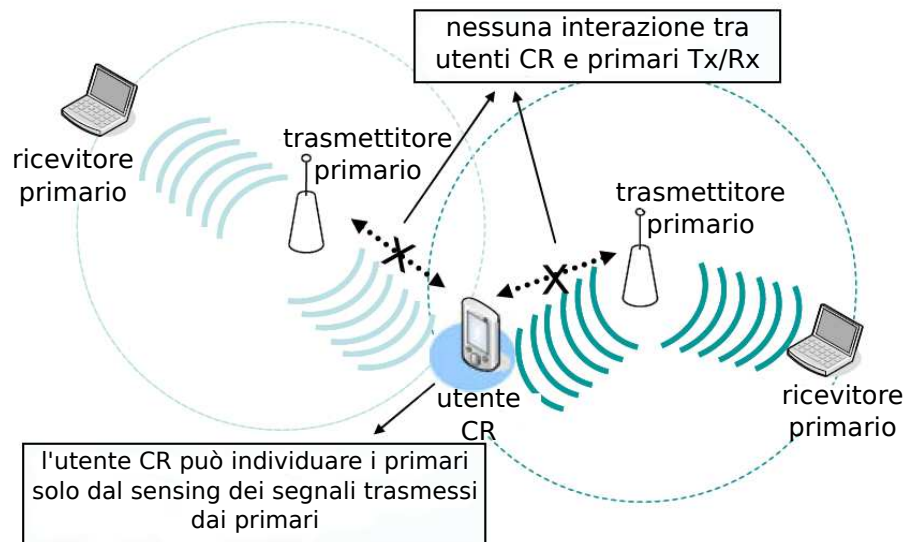 nessuna interazione tra
utenti CR e primari Tx/Rx
trasmettitore
primario
ricevitore
primario
trasmettitore
primario
utente
CR
ricevitore
primario
l'utente CR può individuare i primari
solo dal sensing dei segnali trasmessi
dai primari